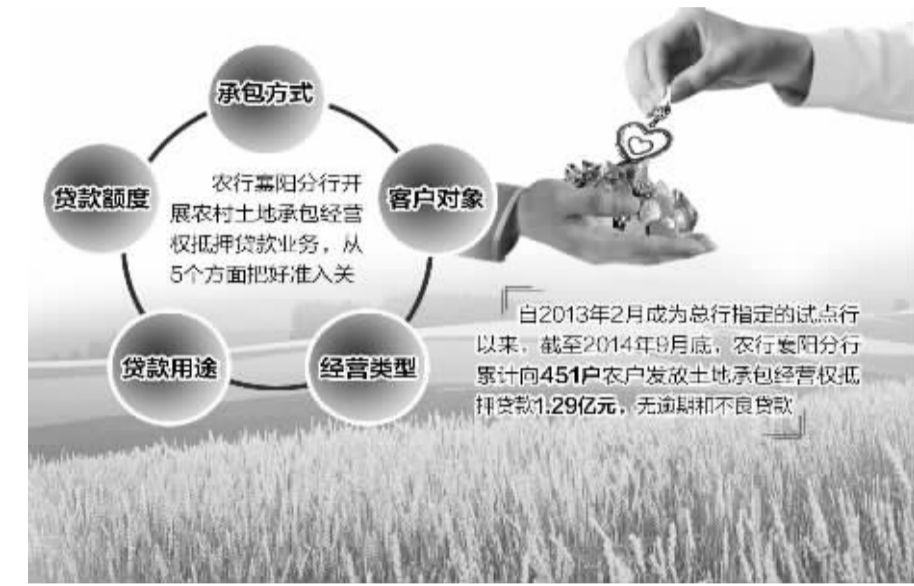 承包方式
贷款额度
客户对象
农行襄阳分行开
展农村土地承包经营
权抵押贷款业务，从
5个方面把好准入关
贷款用途
经营类型
自2013年2月成为总行指定的试点行
以来，截至2014年9月底，农行襄阳分行
累计向451户农户发放土地承包经营权抵
押贷款1.29亿元，无逾期和不良贷款